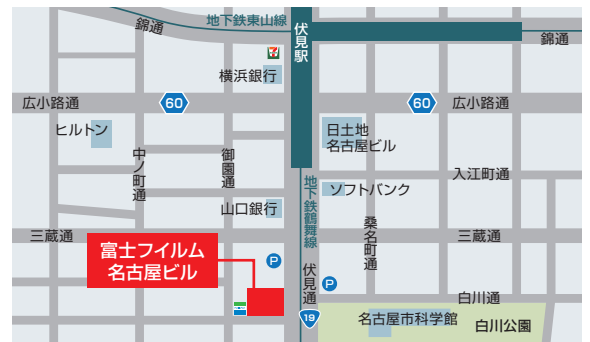 地下鉄東山線
錦通
伏見駅
錦通
7
横浜銀行
広小路通
60
60
広小路通
ヒルトン
中ノ町通
御園通
日土地
名古屋ビル
入江町通
ソフトバンク
地下鉄鶴舞線
山口銀行
桑名町通
三蔵通
三蔵通
富士フイルム
名古屋ビル
P
伏見通
P
白川通
19
名古屋市科学館
白川公園